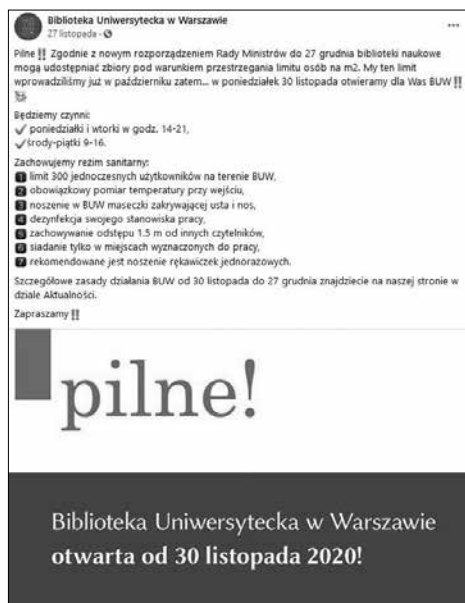 Biblioteka Uniwersytecka w Warszawie
27 listopada ·
Pilne ‼ Zgodnie z nowym rozporządzeniem Rady Ministrów do 27 grudnia biblioteki naukowe
mogą udostępniać zbiory pod warunkiem przestrzegania limitu osób na m2. My ten limit
wprowadziliśmy już w październiku zatem... w poniedziałek 30 listopada otwieramy dla Was BUW ‼
Będziemy czynni:
✓ poniedziałki i wtorki w godz. 14-21,
✓środy-piątki 9-16.
Zachowujemy reżim sanitarny:
1 limit 300 jednoczesnych użytkowników na terenie BUW,
2 obowiązkowy pomiar temperatury przy wejściu,
3 noszenie w BUW maseczki zakrywającej usta i nos,
4 dezynfekcja swojego stanowiska pracy,
5 zachowywanie odstępu 1.5 m od innych czytelników,
6 siadanie tylko w miejscach wyznaczonych do pracy,
7 rekomendowane jest noszenie rękawiczek jednorazowych.
Szczegółowe zasady działania BUW od 30 listopada do 27 grudnia znajdziecie na naszej stronie w
dziale Aktualności.
Zapraszamy ‼
pilne!
Biblioteka Uniwersytecka w Warszawie
otwarta od 30 listopada 2020!